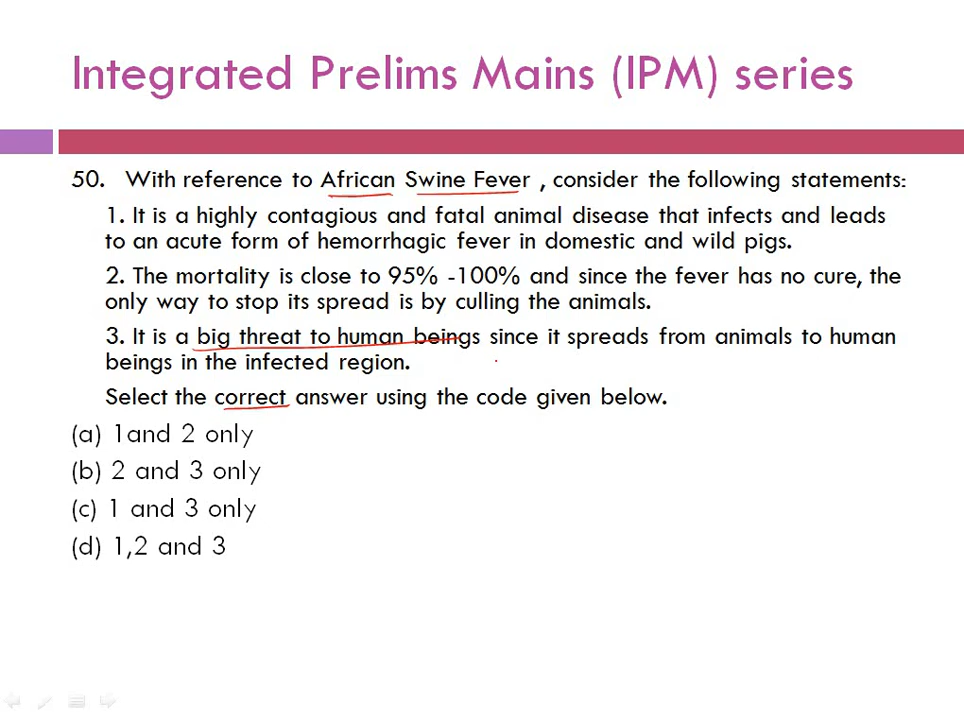 Integrated Prelims Mains (IPM) series
50. With reference to African Swine Fever , consider the following statements:
1. It is a highly contagious and fatal animal disease that infects and leads
to an acute form of hemorrhagic fever in domestic and wild pigs.
2. The mortality is close to 95% -100% and since the fever has no cure, the
only way to stop its spread is by culling the animals.
3. It is a big threat to human beings since it spreads from animals to human
beings in the infected region.
Select the correct answer using the code given below.
(a) 1and 2 only
(b) 2 and 3 only
(c) 1 and 3 only
(d) 1,2 and 3